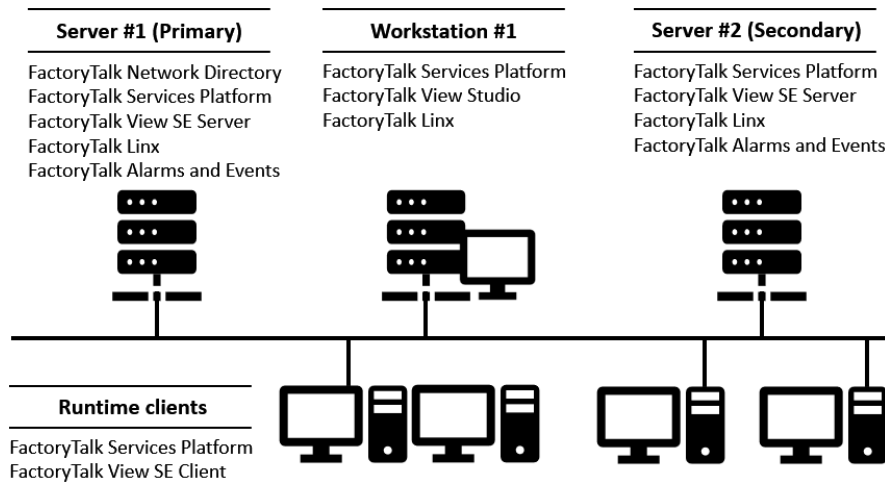 Server #1 (Primary)
FactoryTalk Network Directory
FactoryTalk Services Platform
FactoryTalk View SE Server
FactoryTalk Linx
FactoryTalk Alarms and Events
Workstation #1
FactoryTalk Services Platform
FactoryTalk View Studio
FactoryTalk Linx
Server #2 (Secondary)
FactoryTalk Services Platform
FactoryTalk View SE Server
FactoryTalk Linx
FactoryTalk Alarms and Events
Runtime clients
FactoryTalk Services Platform
FactoryTalk View SE Client